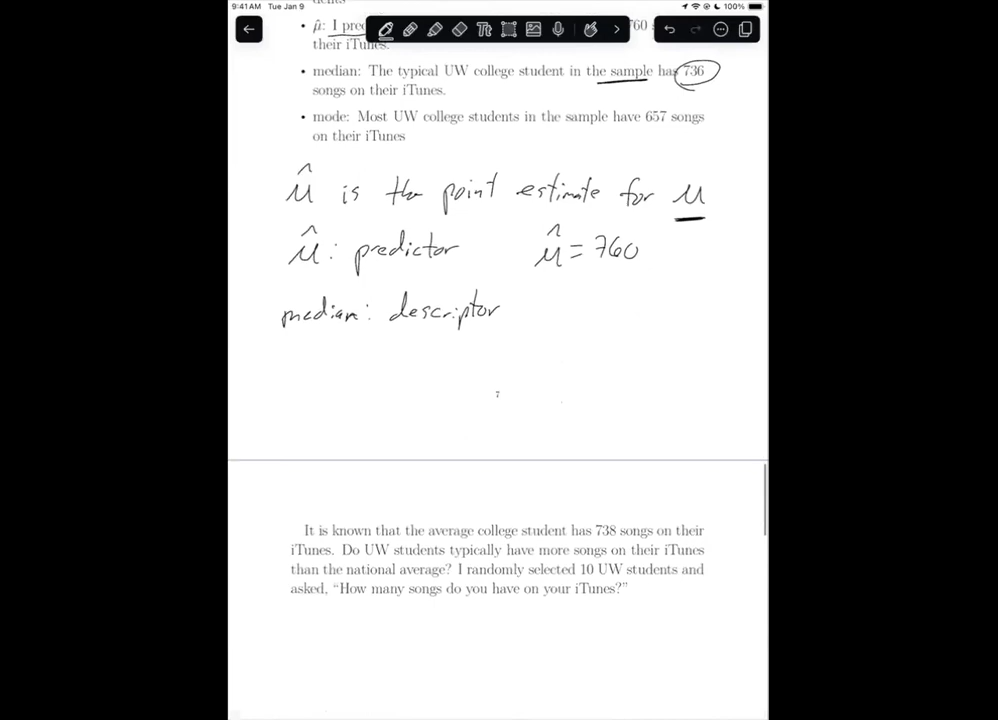 9:41 AM Tue Jan 9
100%
• μ̂: I 60
their iTunes.
• median: The typical UW college student in the sample has 736
songs on their iTunes.
• mode: Most UW college students in the sample have 657 songs
on their iTunes
μ̂ is the point estimate for μ
μ̂: predictor μ̂ = 760
median: descriptor
7
It is known that the average college student has 738 songs on their
iTunes. Do UW students typically have more songs on their iTunes
than the national average? I randomly selected 10 UW students and
asked, “How many songs do you have on your iTunes?”